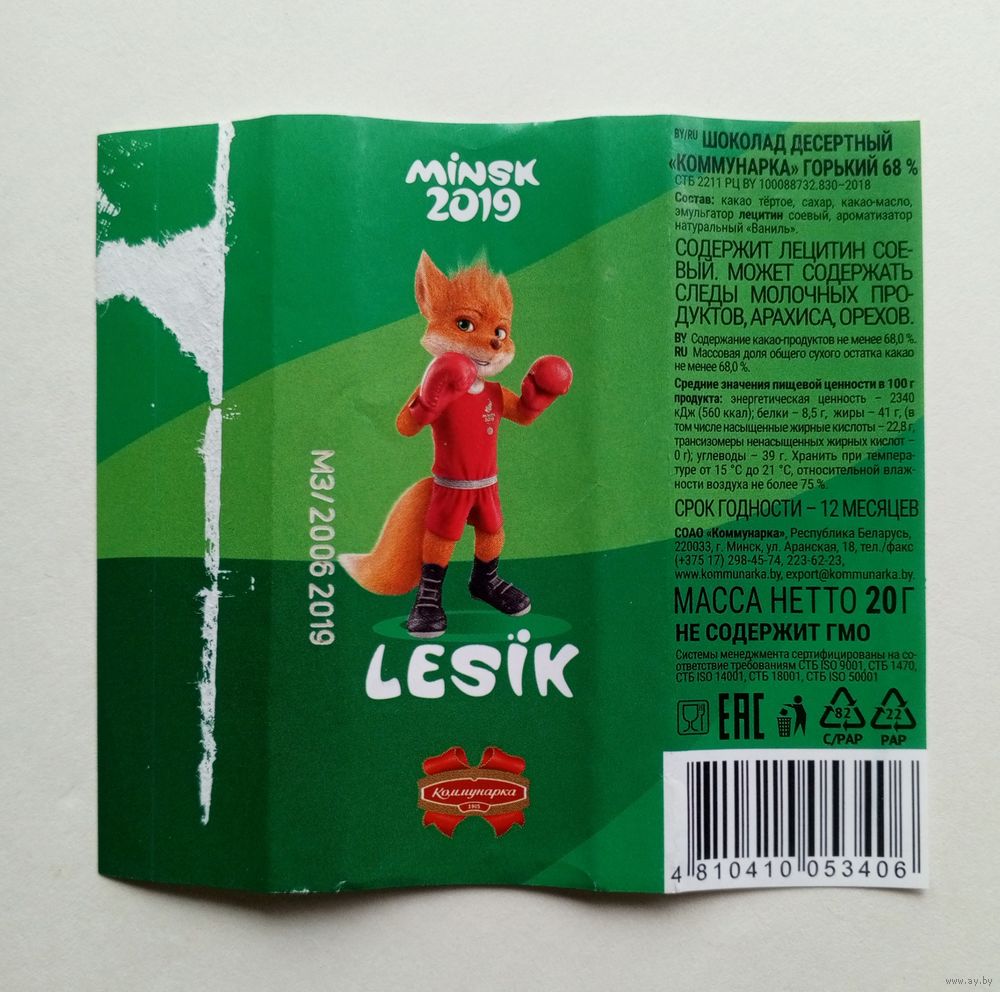 MINSK
2019
М3/ 2006 2019
LESÏK
Коммунарка
1905
BY/RU ШОКОЛАД ДЕСЕРТНЫЙ
«КОММУНАРКА» ГОРЬКИЙ 68 %
СТБ 2211 РЦ BY 100088732.830–2018
Состав: какао тёртое, сахар, какао-масло,
эмульгатор лецитин соевый, ароматизатор
натуральный «Ваниль».
СОДЕРЖИТ ЛЕЦИТИН СОЕ-
ВЫЙ. МОЖЕТ СОДЕРЖАТЬ
СЛЕДЫ МОЛОЧНЫХ ПРО-
ДУКТОВ, АРАХИСА, ОРЕХОВ.
BY Содержание какао-продуктов не менее 68,0 %.
RU Массовая доля общего сухого остатка какао
не менее 68,0 %.
Средние значения пищевой ценности в 100 г
продукта: энергетическая ценность – 2340
кДж (560 ккал); белки – 8,5 г, жиры – 41 г, (в
том числе насыщенные жирные кислоты – 22,8 г,
трансизомеры ненасыщенных жирных кислот –
0 г); углеводы – 39 г. Хранить при темпера-
туре от 15 °С до 21 °С, относительной влаж-
ности воздуха не более 75 %.
СРОК ГОДНОСТИ – 12 МЕСЯЦЕВ
СОАО «Коммунарка», Республика Беларусь,
220033, г. Минск, ул. Аранская, 18, тел./факс
(+375 17) 298-45-74, 223-62-23,
www.kommunarka.by, export@kommunarka.by.
МАССА НЕТТО 20 Г
НЕ СОДЕРЖИТ ГМО
Системы менеджмента сертифицированы на со-
ответствие требованиям СТБ ISO 9001, СТБ 1470,
СТБ ISO 14001, СТБ 18001, СТБ ISO 50001
EAC
82
C/PAP
22
PAP
4 810410 053406
www.ay.by